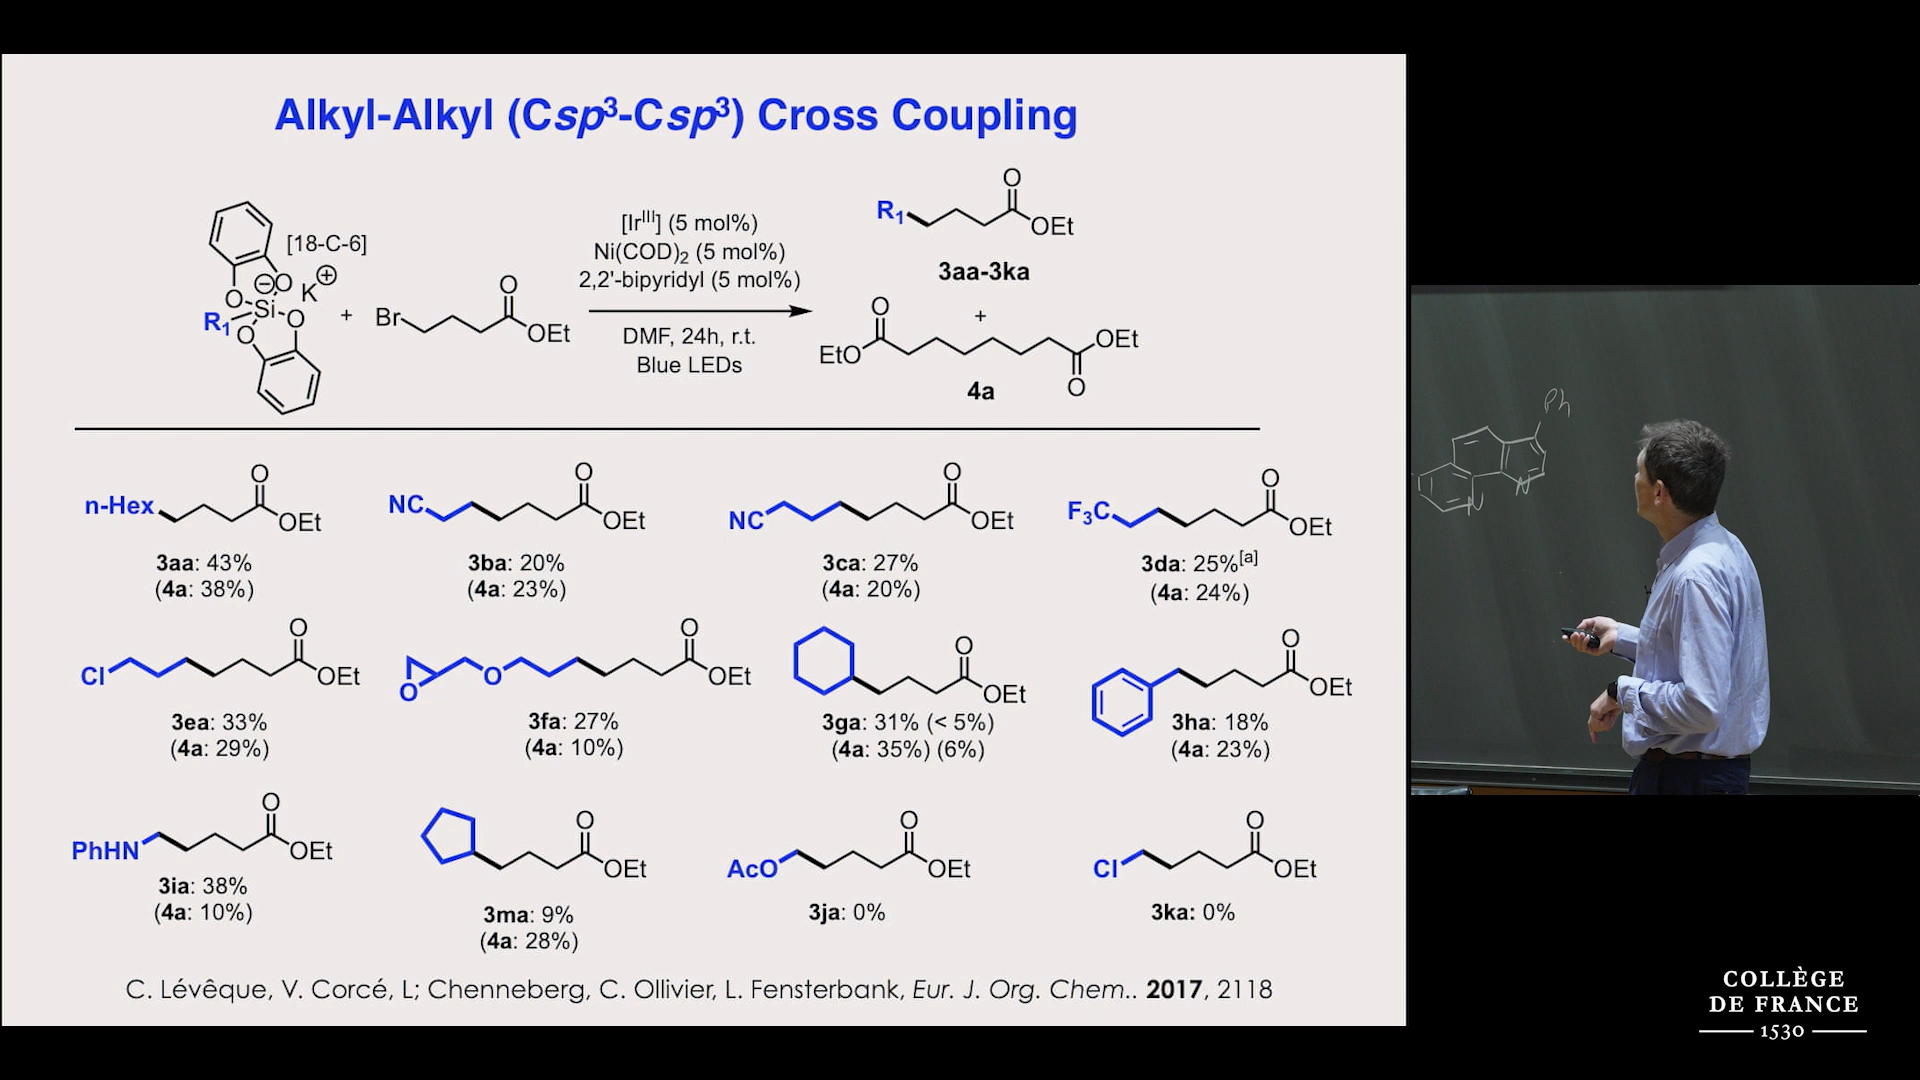 Alkyl-Alkyl (Csp³-Csp³) Cross Coupling
[18-C-6]
K⊕
⊖
O
O
Si
O
O
R₁
+
Br
O
OEt
[Irᴵᴵᴵ] (5 mol%)
Ni(COD)₂ (5 mol%)
2,2'-bipyridyl (5 mol%)
DMF, 24h, r.t.
Blue LEDs
R₁
O
OEt
3aa-3ka
+
EtO
O
OEt
O
4a
n-Hex
O
OEt
3aa: 43%
(4a: 38%)
NC
O
OEt
3ba: 20%
(4a: 23%)
NC
O
OEt
3ca: 27%
(4a: 20%)
F₃C
O
OEt
3da: 25%[a]
(4a: 24%)
Cl
O
OEt
3ea: 33%
(4a: 29%)
O
O
O
OEt
3fa: 27%
(4a: 10%)
O
OEt
3ga: 31% (< 5%)
(4a: 35%) (6%)
O
OEt
3ha: 18%
(4a: 23%)
PhHN
O
OEt
3ia: 38%
(4a: 10%)
O
OEt
3ma: 9%
(4a: 28%)
AcO
O
OEt
3ja: 0%
Cl
O
OEt
3ka: 0%
C. Lévêque, V. Corcé, L; Chenneberg, C. Ollivier, L. Fensterbank, Eur. J. Org. Chem.. 2017, 2118
Ph
N
N
COLLÈGE
DE FRANCE
1530